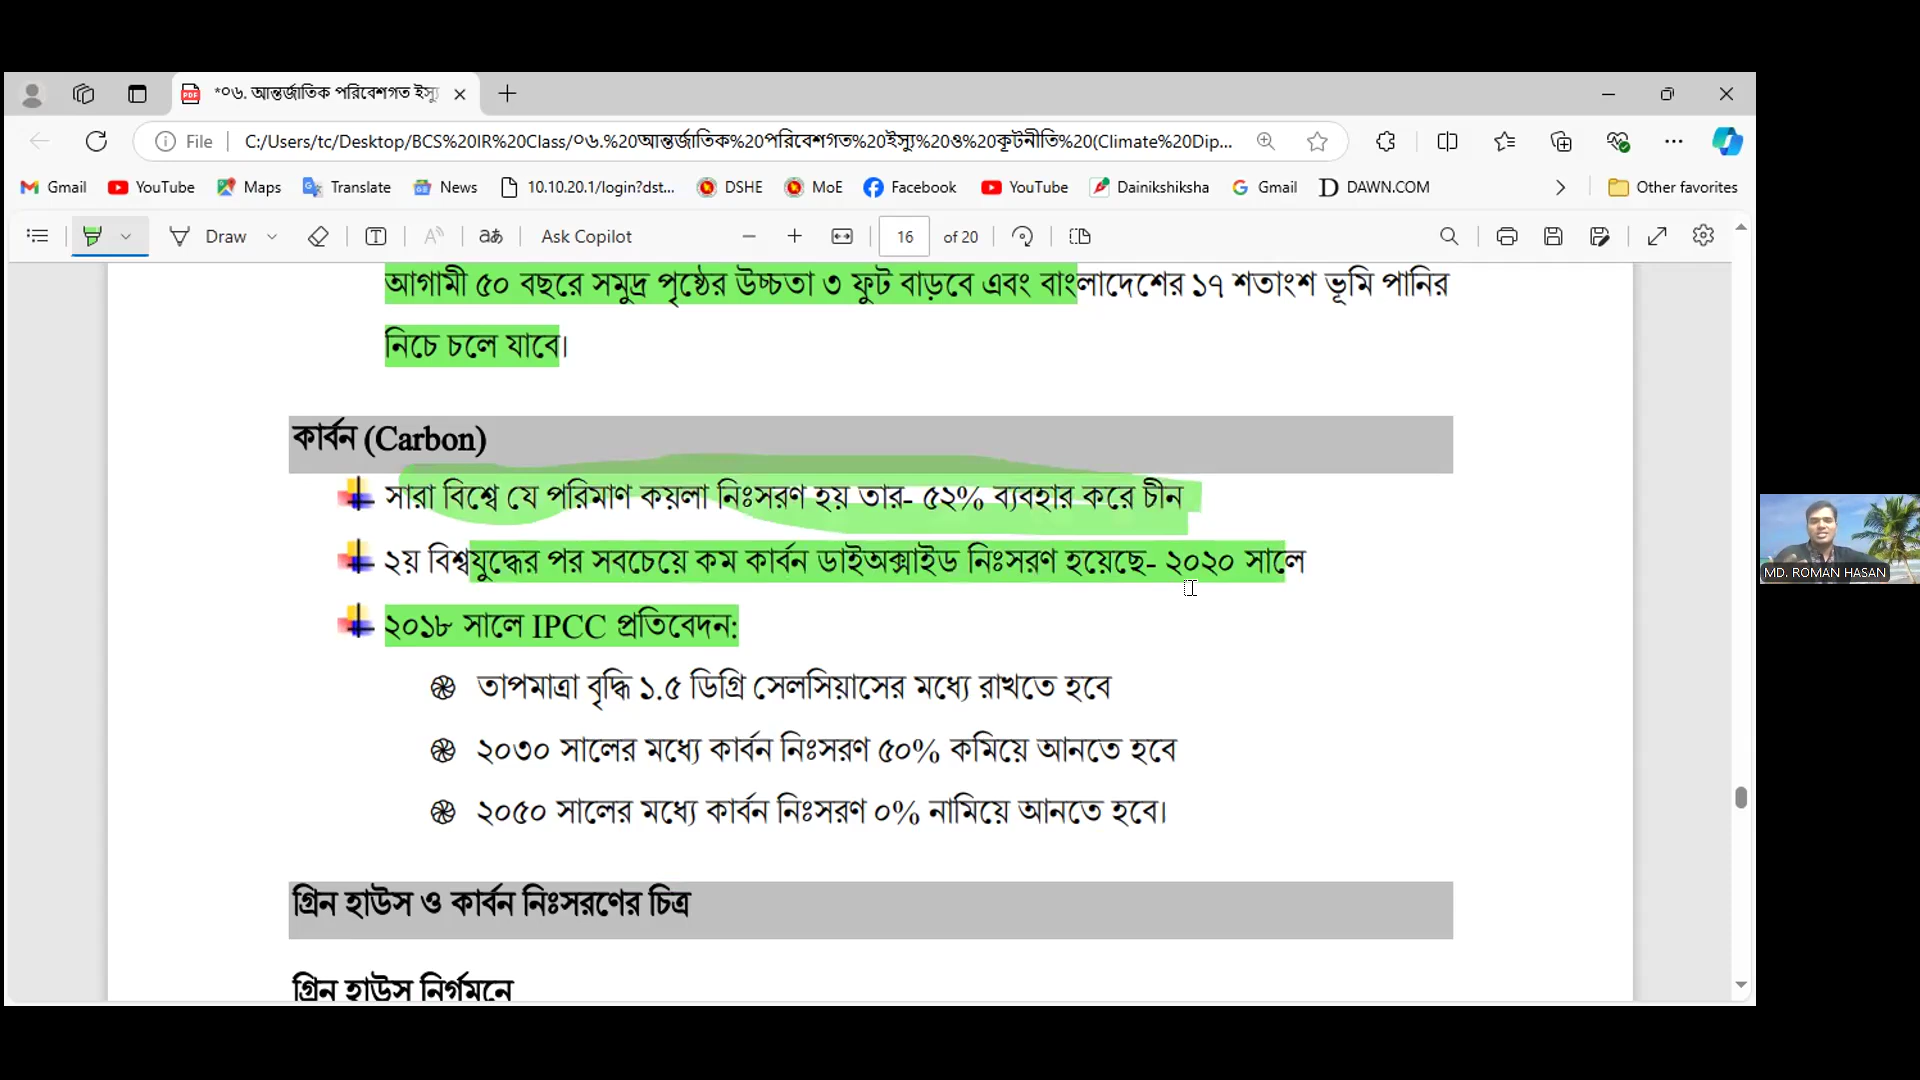 *০৬. আন্তর্জাতিক পরিবেশগত ইস্যু
File C:/Users/tc/Desktop/BCS%20IR%20Class/০৬.%20আন্তর্জাতিক%20পরিবেশগত%20ইস্যু%20ও%20কূটনীতি%20(Climate%20Dip...
Gmail YouTube Maps Translate News 10.10.20.1/login?dst... DSHE MoE Facebook YouTube Dainikshiksha Gmail DAWN.COM Other favorites
Draw Ask Copilot 16 of 20
আগামী ৫০ বছরে সমুদ্র পৃষ্ঠের উচ্চতা ৩ ফুট বাড়বে এবং বাংলাদেশের ১৭ শতাংশ ভূমি পানির
নিচে চলে যাবে।
কার্বন (Carbon)
সারা বিশ্বে যে পরিমাণ কয়লা নিঃসরণ হয় তার- ৫২% ব্যবহার করে চীন
২য় বিশ্বযুদ্ধের পর সবচেয়ে কম কার্বন ডাইঅক্সাইড নিঃসরণ হয়েছে- ২০২০ সালে
MD. ROMAN HASAN
২০১৮ সালে IPCC প্রতিবেদন:
তাপমাত্রা বৃদ্ধি ১.৫ ডিগ্রি সেলসিয়াসের মধ্যে রাখতে হবে
২০৩০ সালের মধ্যে কার্বন নিঃসরণ ৫০% কমিয়ে আনতে হবে
২০৫০ সালের মধ্যে কার্বন নিঃসরণ ০% নামিয়ে আনতে হবে।
গ্রিন হাউস ও কার্বন নিঃসরণের চিত্র
গ্রিন হাউস নির্গমনে